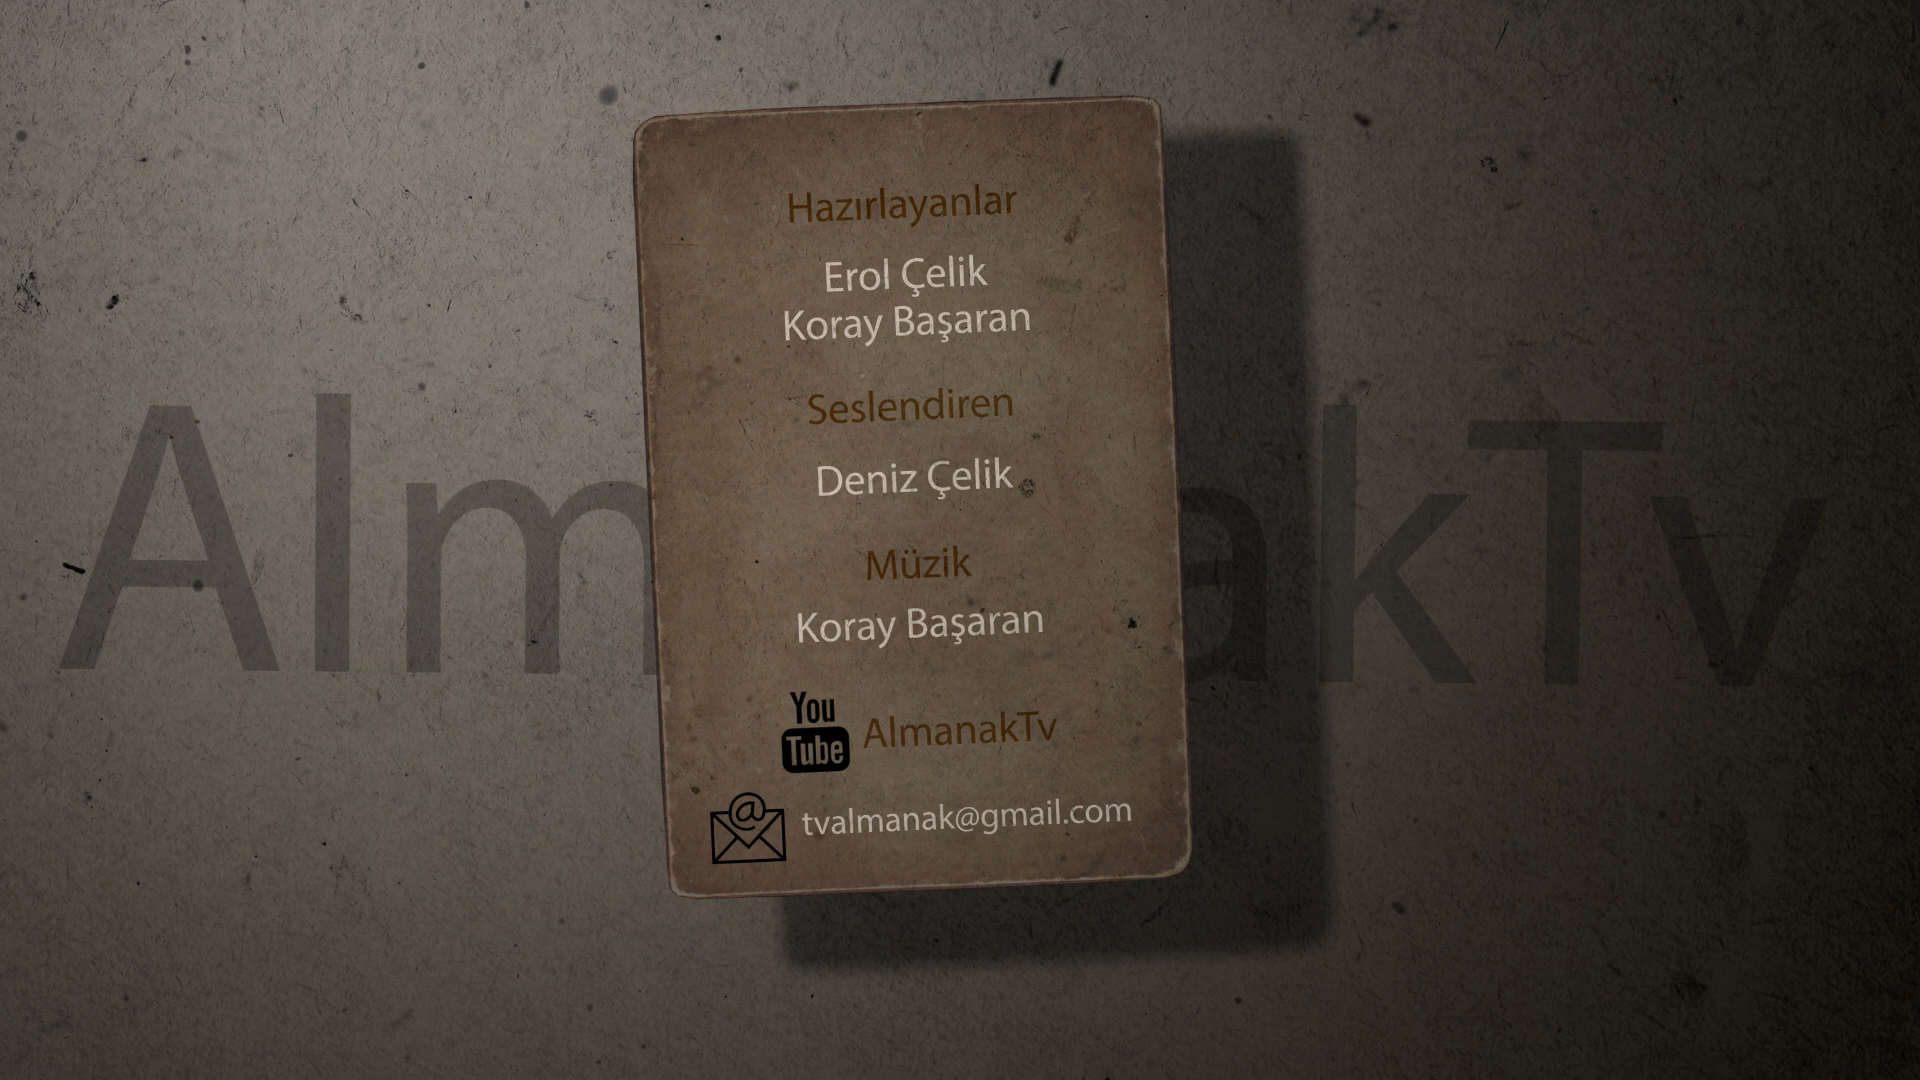 Hazırlayanlar
Erol Çelik
Koray Başaran
Seslendiren
Deniz Çelik
Müzik
Koray Başaran
You
Tube
AlmanakTv
tvalmanak@gmail.com